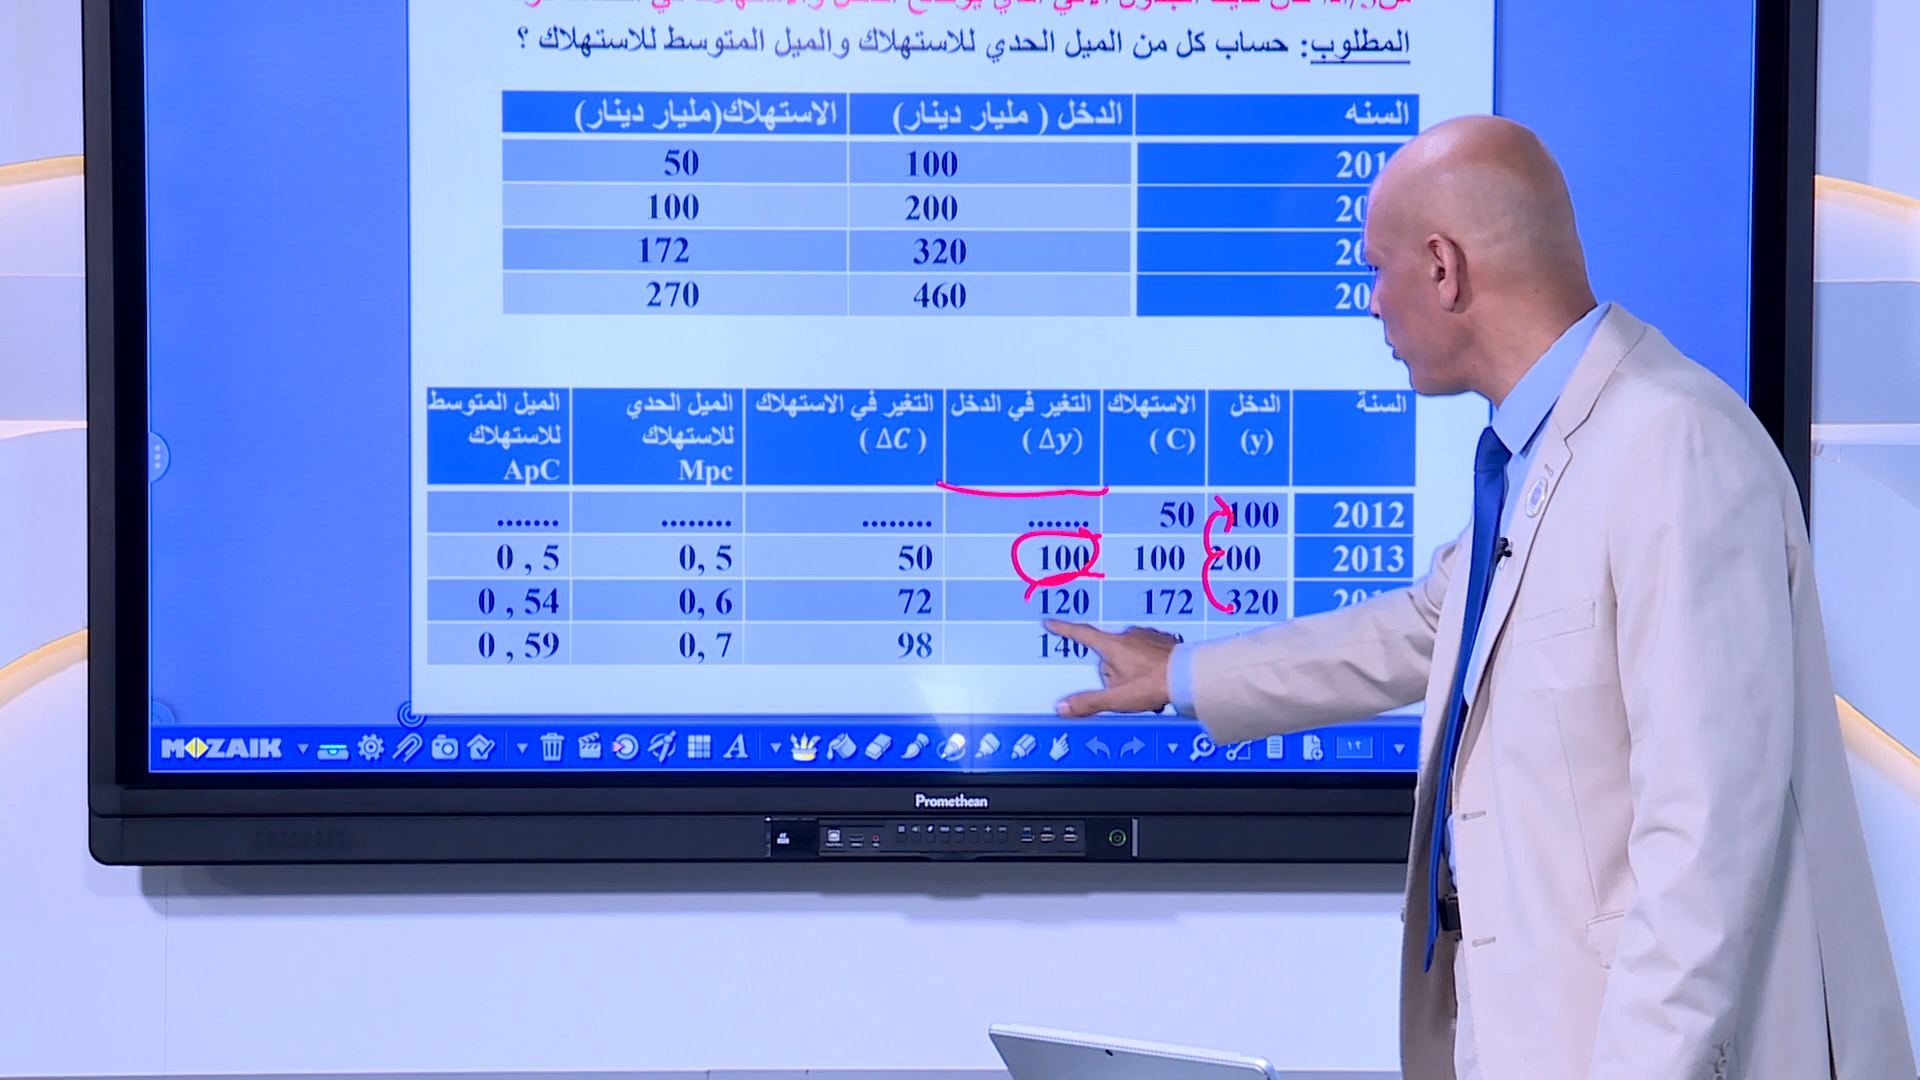 المطلوب: حساب كل من الميل الحدي للاستهلاك والميل المتوسط للاستهلاك ؟
السنه الدخل ( مليار دينار) الاستهلاك(مليار دينار)
100 50
200 100
320 172
460 270
السنة الدخل (y) الاستهلاك ( C) التغير في الدخل ( Δy) التغير في الاستهلاك ( ΔC ) الميل الحدي للاستهلاك Mpc الميل المتوسط للاستهلاك ApC
2012 100 50 ....... ........ ........ .......
2013 200 100 100 50 0, 5 0 , 5
320 172 120 72 0, 6 0 , 54
140 98 0, 7 0 , 59
MOZAIK
A
١٢
Promethean